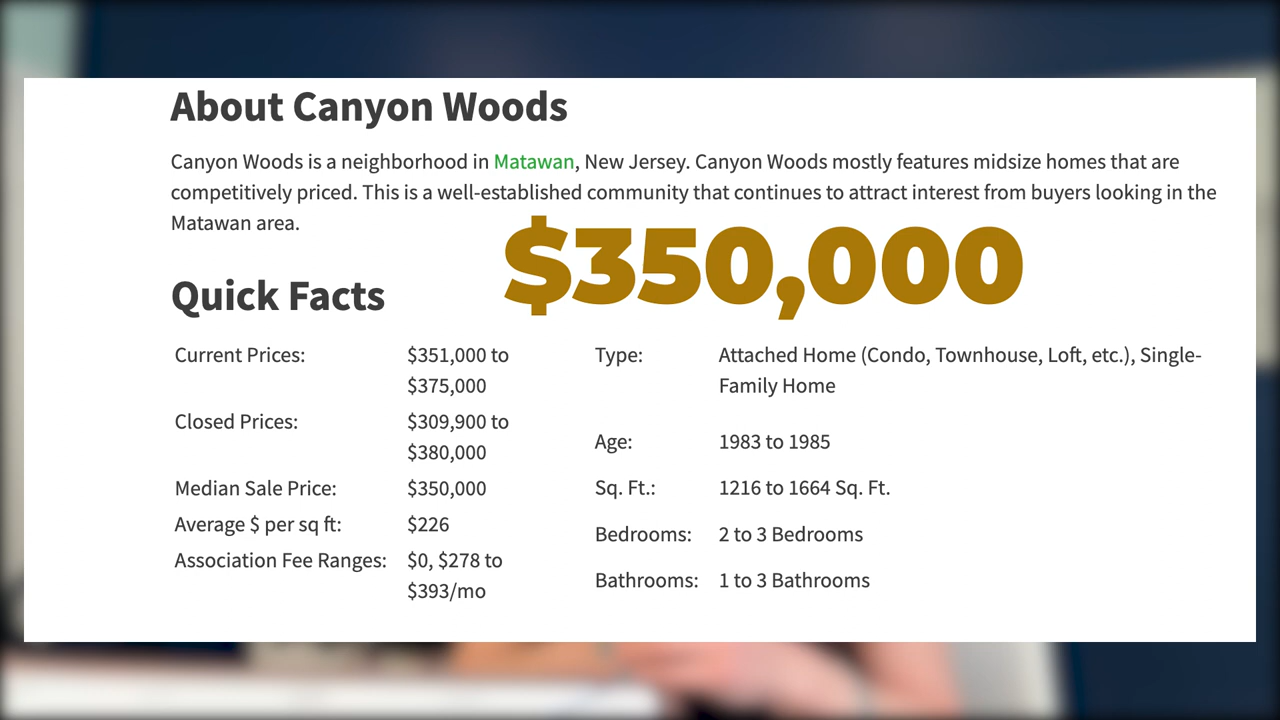 About Canyon Woods
Canyon Woods is a neighborhood in Matawan, New Jersey. Canyon Woods mostly features midsize homes that are
competitively priced. This is a well-established community that continues to attract interest from buyers looking in the
Matawan area.
$350,000
Quick Facts
Current Prices: $351,000 to
$375,000
Closed Prices: $309,900 to
$380,000
Median Sale Price: $350,000
Average $ per sq ft: $226
Association Fee Ranges: $0, $278 to
$393/mo
Type: Attached Home (Condo, Townhouse, Loft, etc.), Single-
Family Home
Age: 1983 to 1985
Sq. Ft.: 1216 to 1664 Sq. Ft.
Bedrooms: 2 to 3 Bedrooms
Bathrooms: 1 to 3 Bathrooms